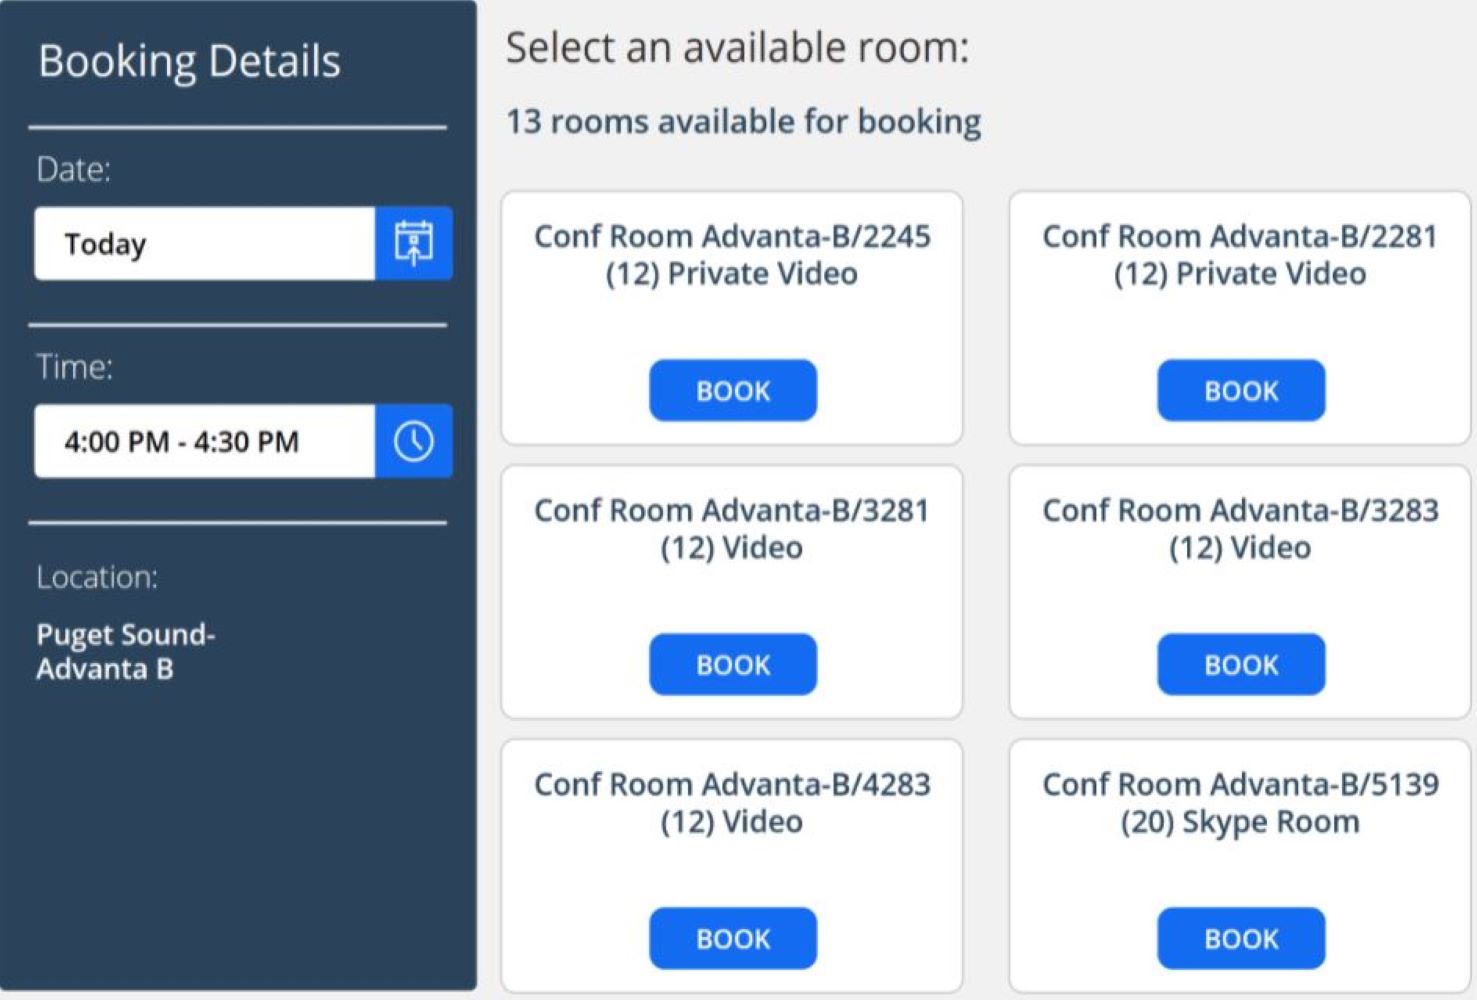 Booking Details
Date:
Today
Time:
4:00 PM - 4:30 PM
Location:
Puget Sound-
Advanta B
Select an available room:
13 rooms available for booking
Conf Room Advanta-B/2245
(12) Private Video
BOOK
Conf Room Advanta-B/2281
(12) Private Video
BOOK
Conf Room Advanta-B/3281
(12) Video
BOOK
Conf Room Advanta-B/3283
(12) Video
BOOK
Conf Room Advanta-B/4283
(12) Video
BOOK
Conf Room Advanta-B/5139
(20) Skype Room
BOOK